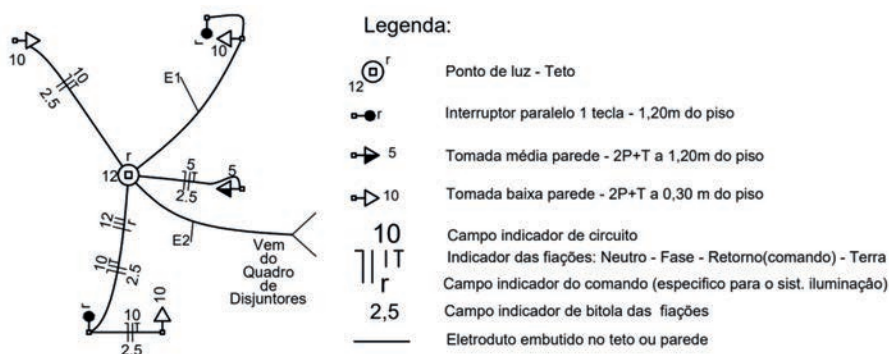 10
10
2.5
r
10
E1
r
12
5
2.5
5
12
r
10
2.5
E2
Vem
do
Quadro
de
Disjuntores
r
10
2.5
10
Legenda:
r
12
Ponto de luz - Teto
r
Interruptor paralelo 1 tecla - 1,20m do piso
5
Tomada média parede - 2P+T a 1,20m do piso
10
Tomada baixa parede - 2P+T a 0,30 m do piso
10
Campo indicador de circuito
T
Indicador das fiações: Neutro - Fase - Retorno(comando) - Terra
r
Campo indicador do comando (especifico para o sist. iluminação)
2,5
Campo indicador de bitola das fiações
Eletroduto embutido no teto ou parede